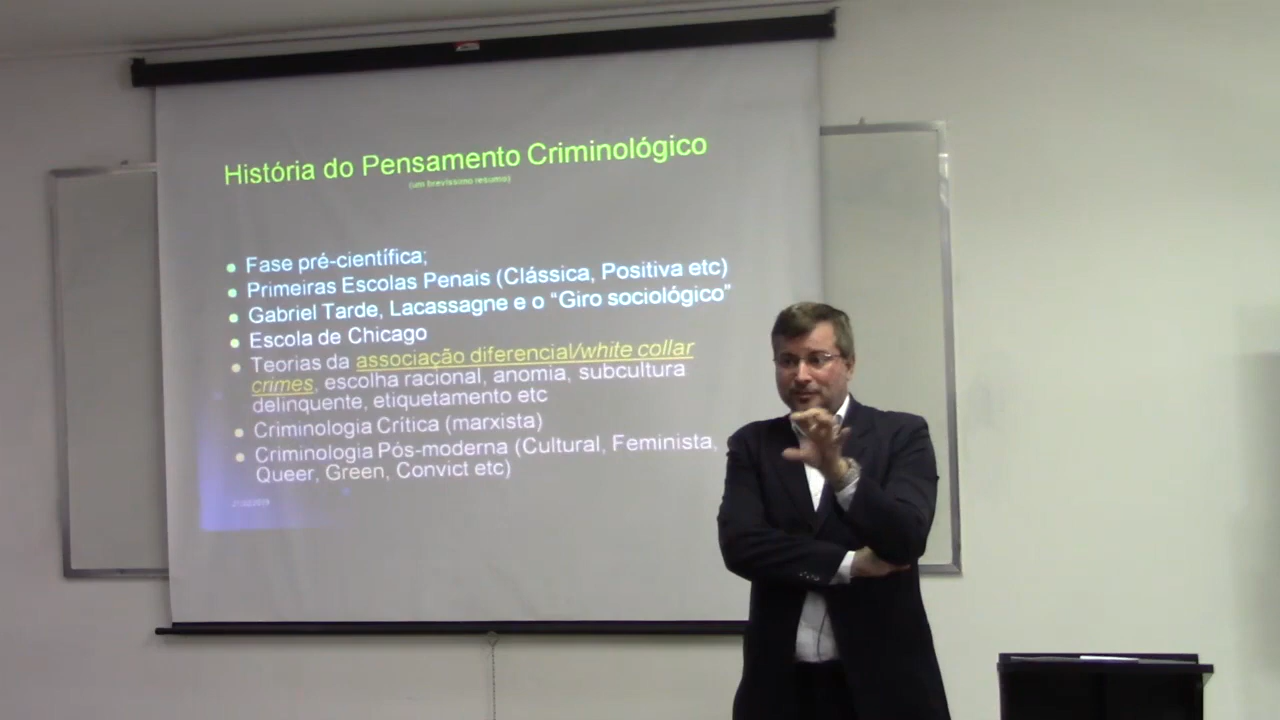 História do Pensamento Criminológico
(um brevíssimo resumo)
Fase pré-científica;
Primeiras Escolas Penais (Clássica, Positiva etc)
Gabriel Tarde, Lacassagne e o “Giro sociológico”
Escola de Chicago
Teorias da associação diferencial/white collar
crimes, escolha racional, anomia, subcultura
delinquente, etiquetamento etc
Criminologia Crítica (marxista)
Criminologia Pós-moderna (Cultural, Feminista,
Queer, Green, Convict etc)